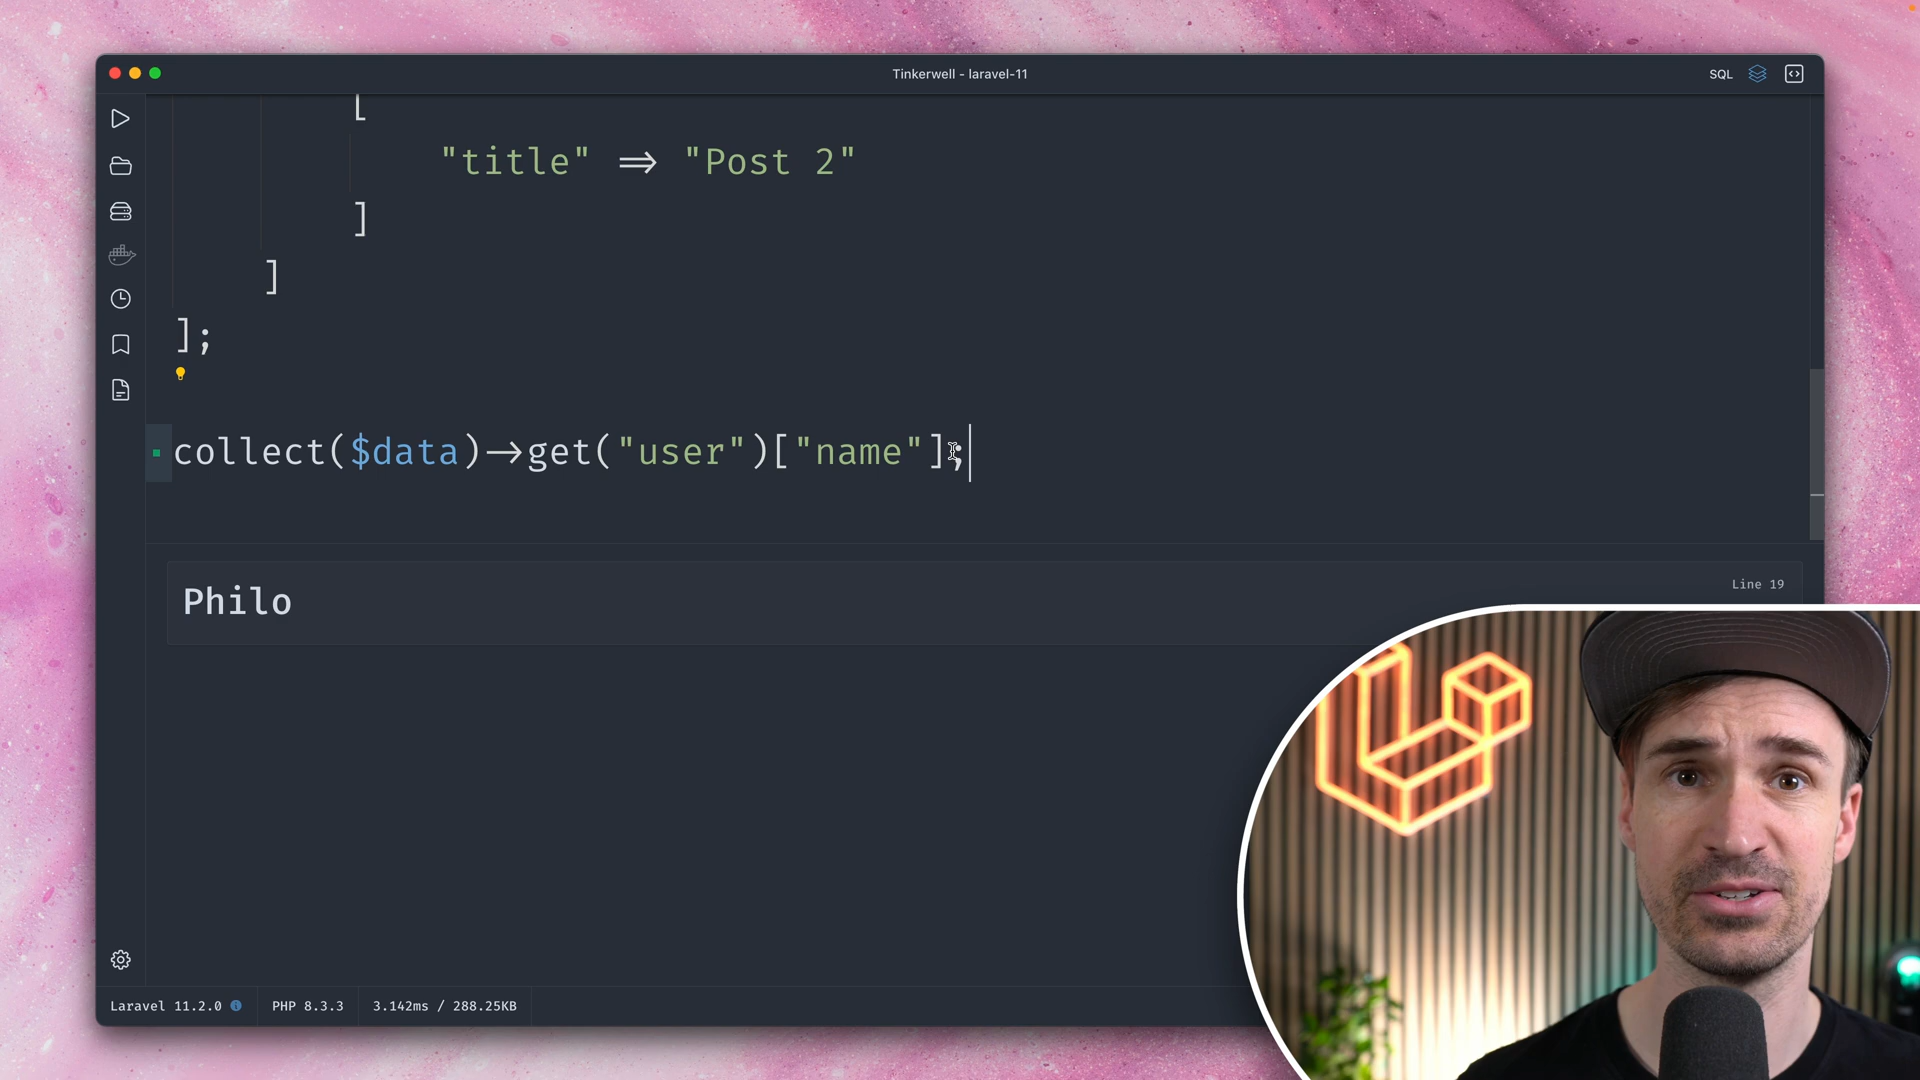 Tinkerwell - laravel-11
SQL
[
"title" => "Post 2"
]
]
];
collect($data)->get("user")["name"];
Philo
Line 19
Laravel 11.2.0
PHP 8.3.3
3.142ms / 288.25KB